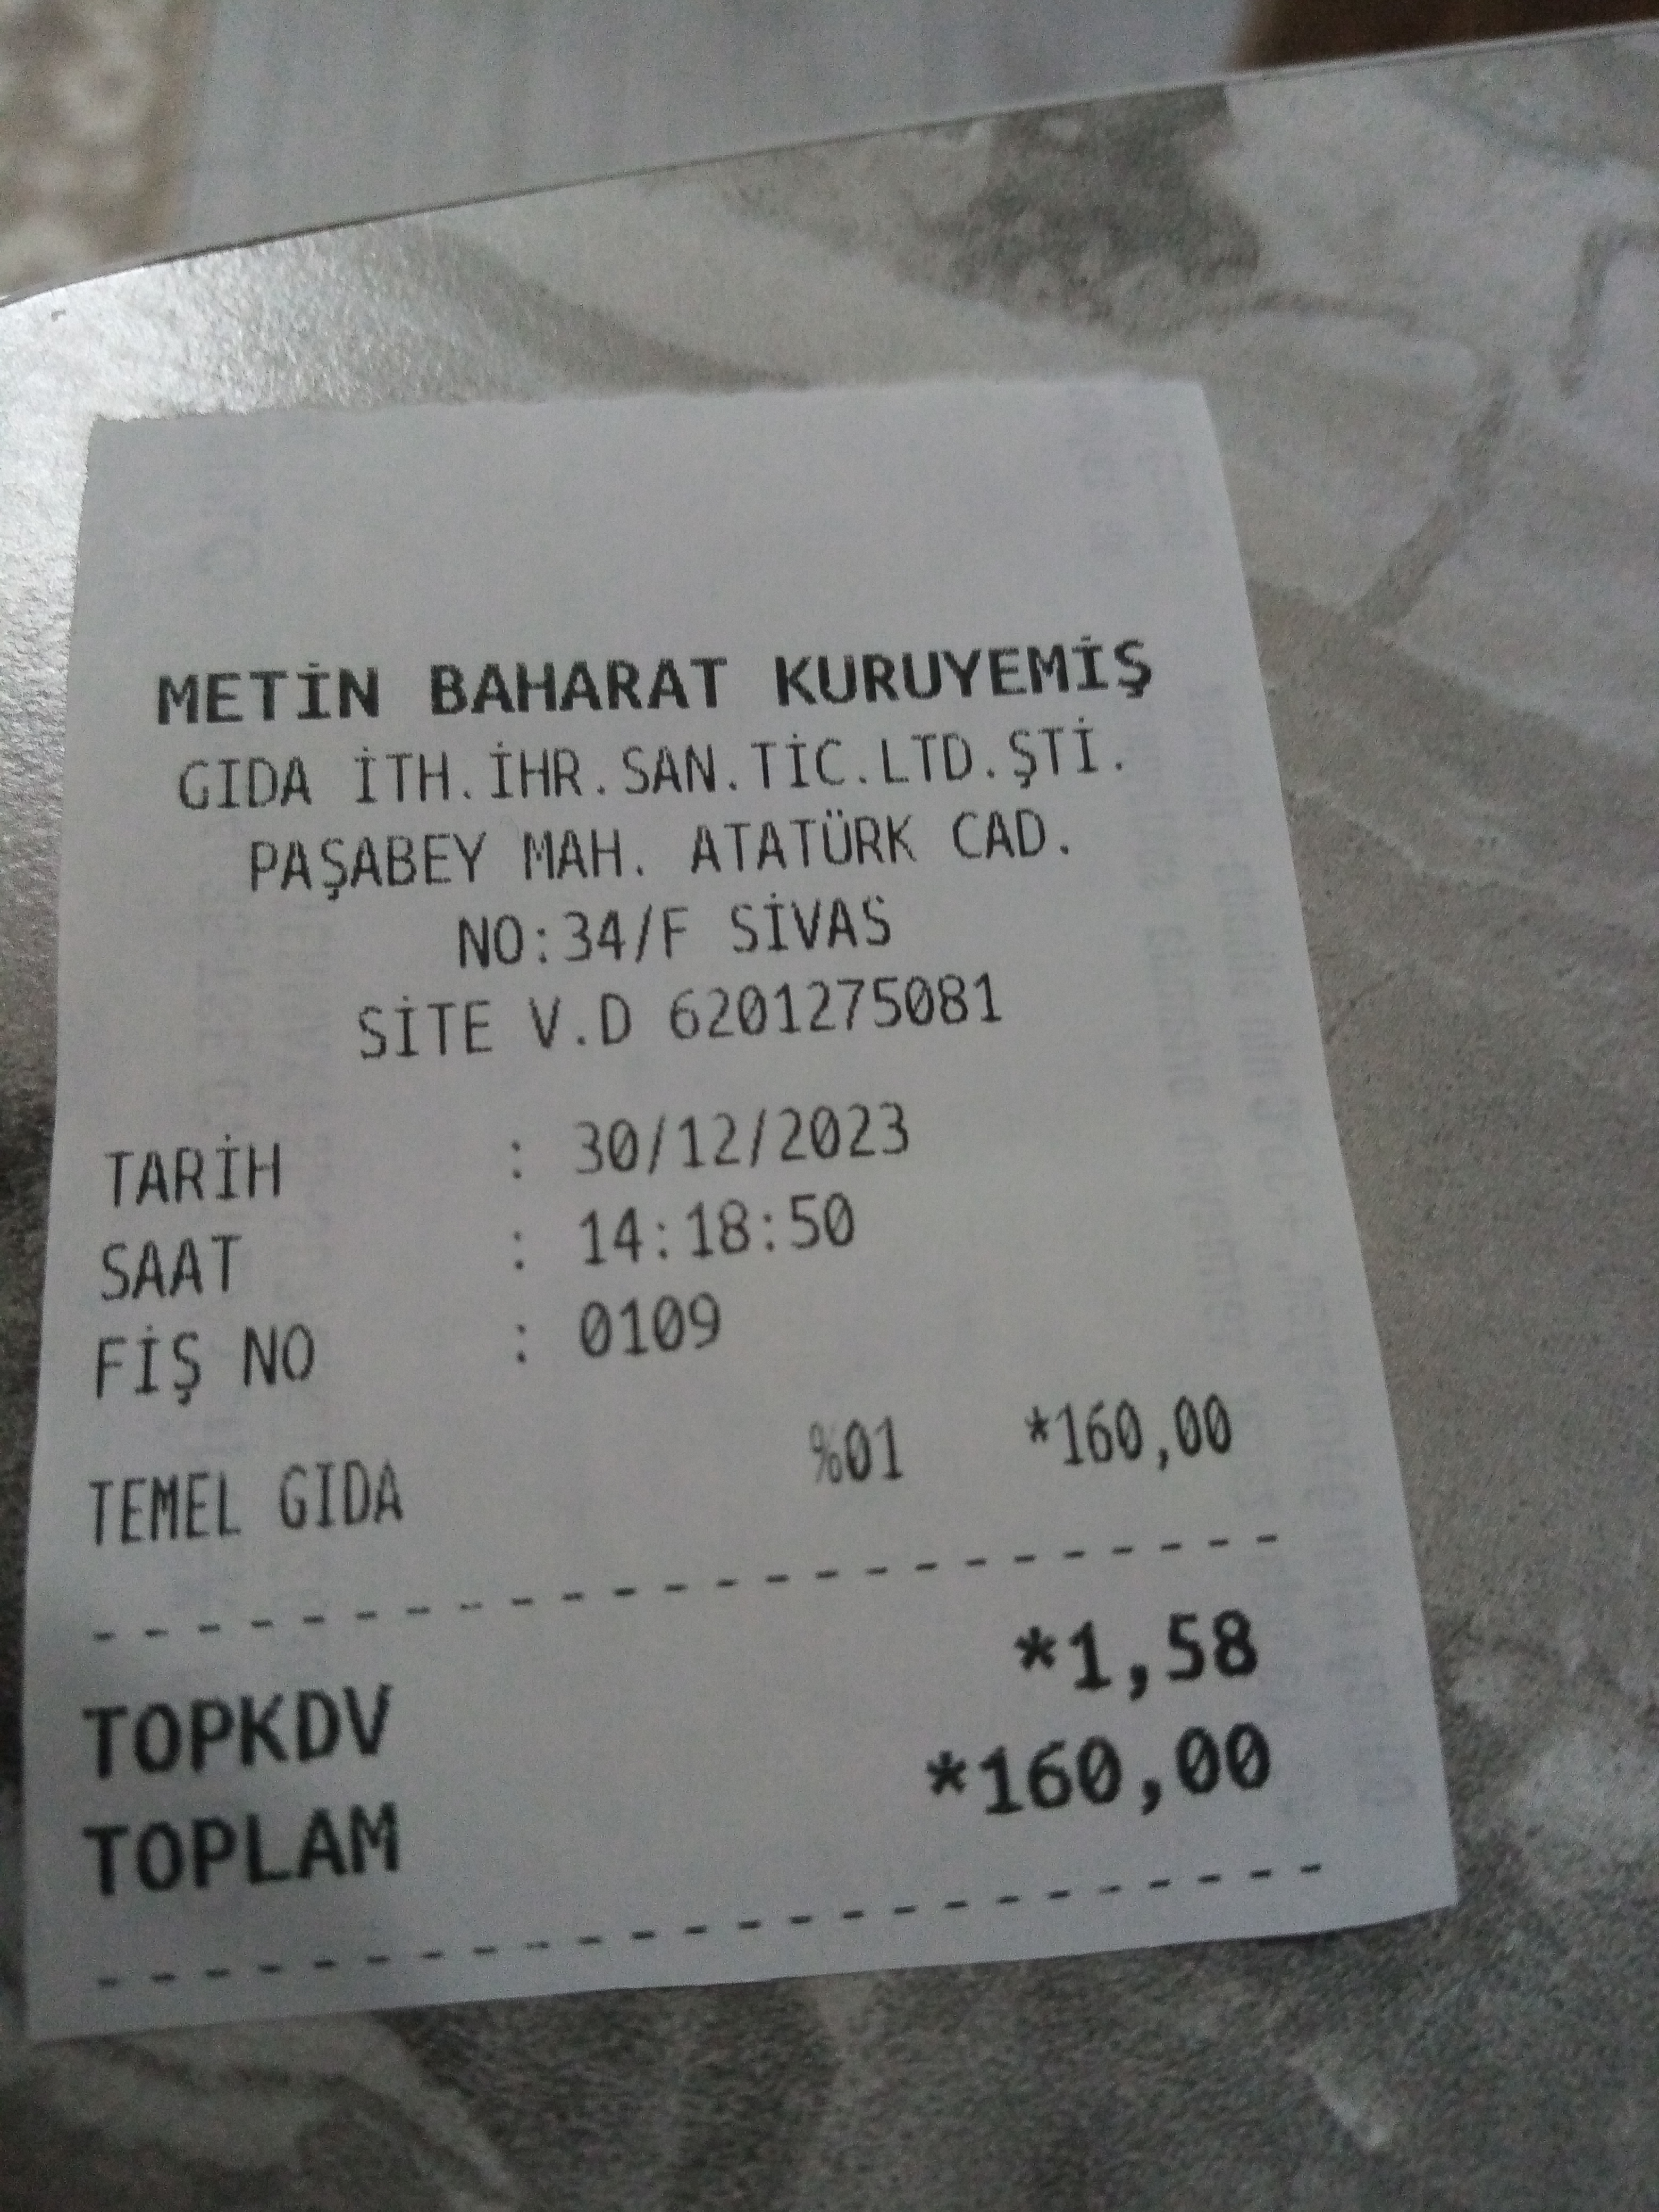 METİN BAHARAT KURUYEMİŞ
GIDA İTH.İHR.SAN.TİC.LTD.ŞTİ.
PAŞABEY MAH. ATATÜRK CAD.
NO:34/F SİVAS
SİTE V.D 6201275081
TARİH : 30/12/2023
SAAT : 14:18:50
FİŞ NO : 0109
TEMEL GIDA %01 *160,00
TOPKDV *1,58
TOPLAM *160,00